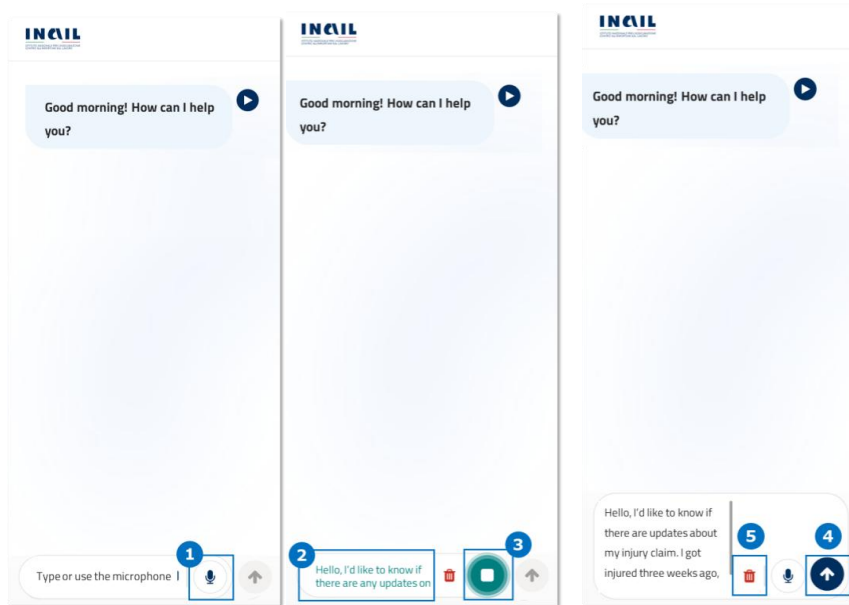 INAIL
Good morning! How can I help
you?
1
Type or use the microphone
INAIL
Good morning! How can I help
you?
2
3
Hello, I'd like to know if
there are any updates on
INAIL
Good morning! How can I help
you?
Hello, I'd like to know if
there are updates about
my injury claim. I got
injured three weeks ago,
5
4